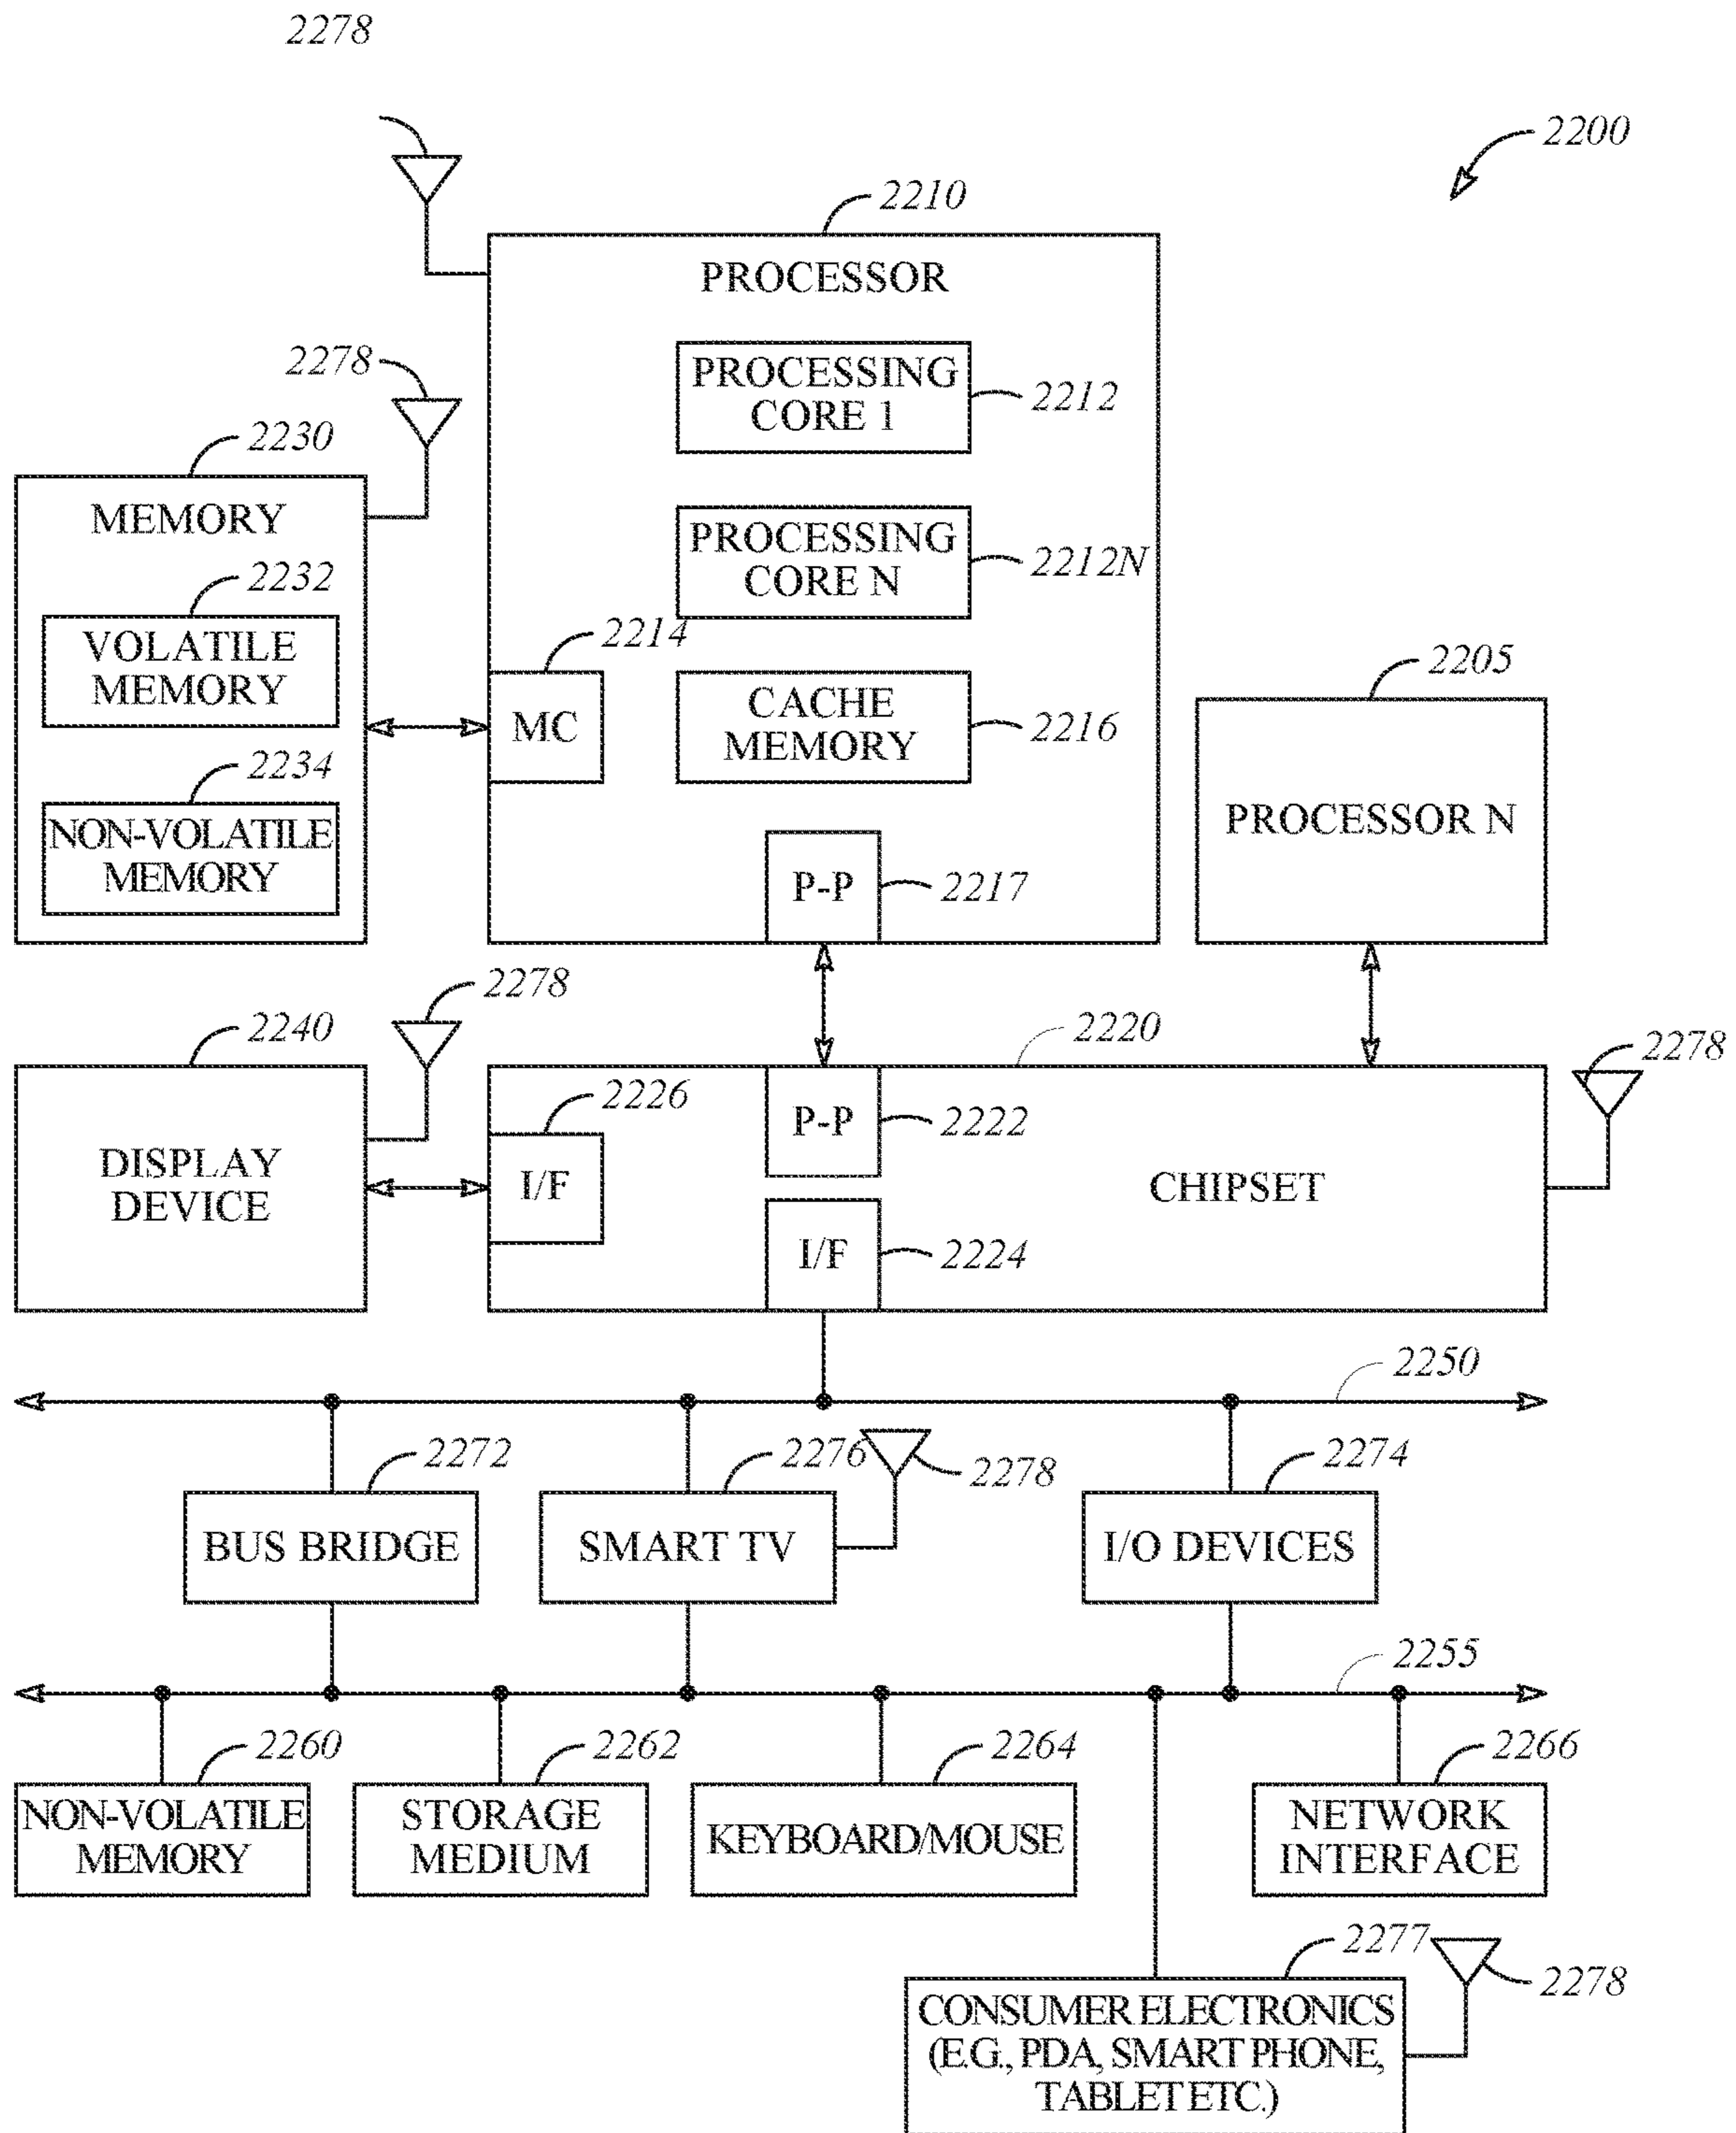 2278
2200
2210
PROCESSOR
PROCESSING
CORE 1
2212
2278
2230
MEMORY
PROCESSING
CORE N
2212N
2232
VOLATILE
MEMORY
2214
MC
CACHE
MEMORY
2216
2205
PROCESSOR N
2234
NON-VOLATILE
MEMORY
P-P
2217
2278
2240
DISPLAY
DEVICE
2220
2278
2226
I/F
P-P
2222
CHIPSET
I/F
2224
2250
2272
BUS BRIDGE
2276
SMART TV
2278
2274
I/O DEVICES
2255
2260
NON-VOLATILE
MEMORY
2262
STORAGE
MEDIUM
2264
KEYBOARD/MOUSE
2266
NETWORK
INTERFACE
2277
2278
CONSUMER ELECTRONICS
(E.G., PDA, SMART PHONE,
TABLET ETC.)